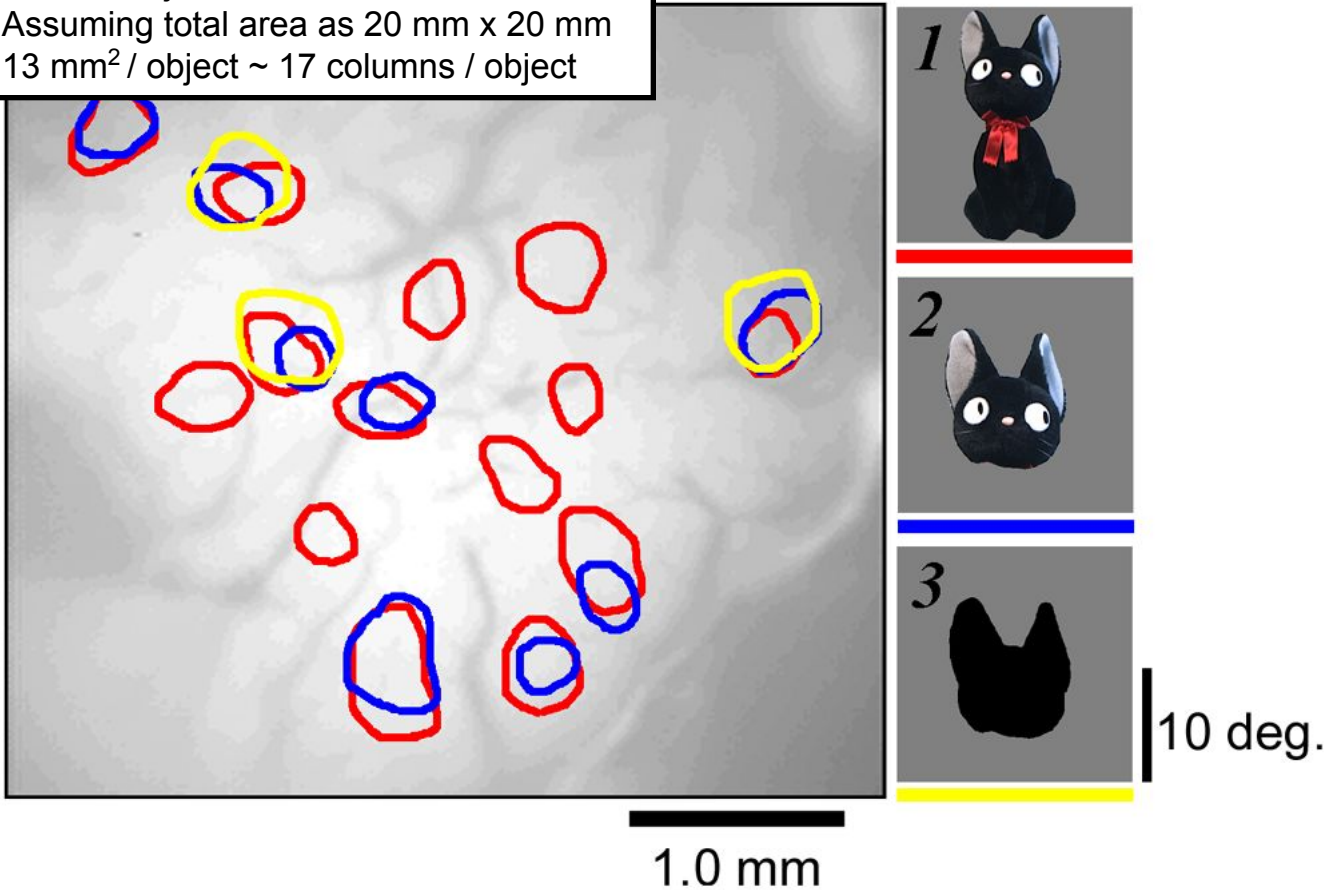 Assuming total area as 20 mm x 20 mm
13 mm² / object ~ 17 columns / object
1
2
3
10 deg.
1.0 mm